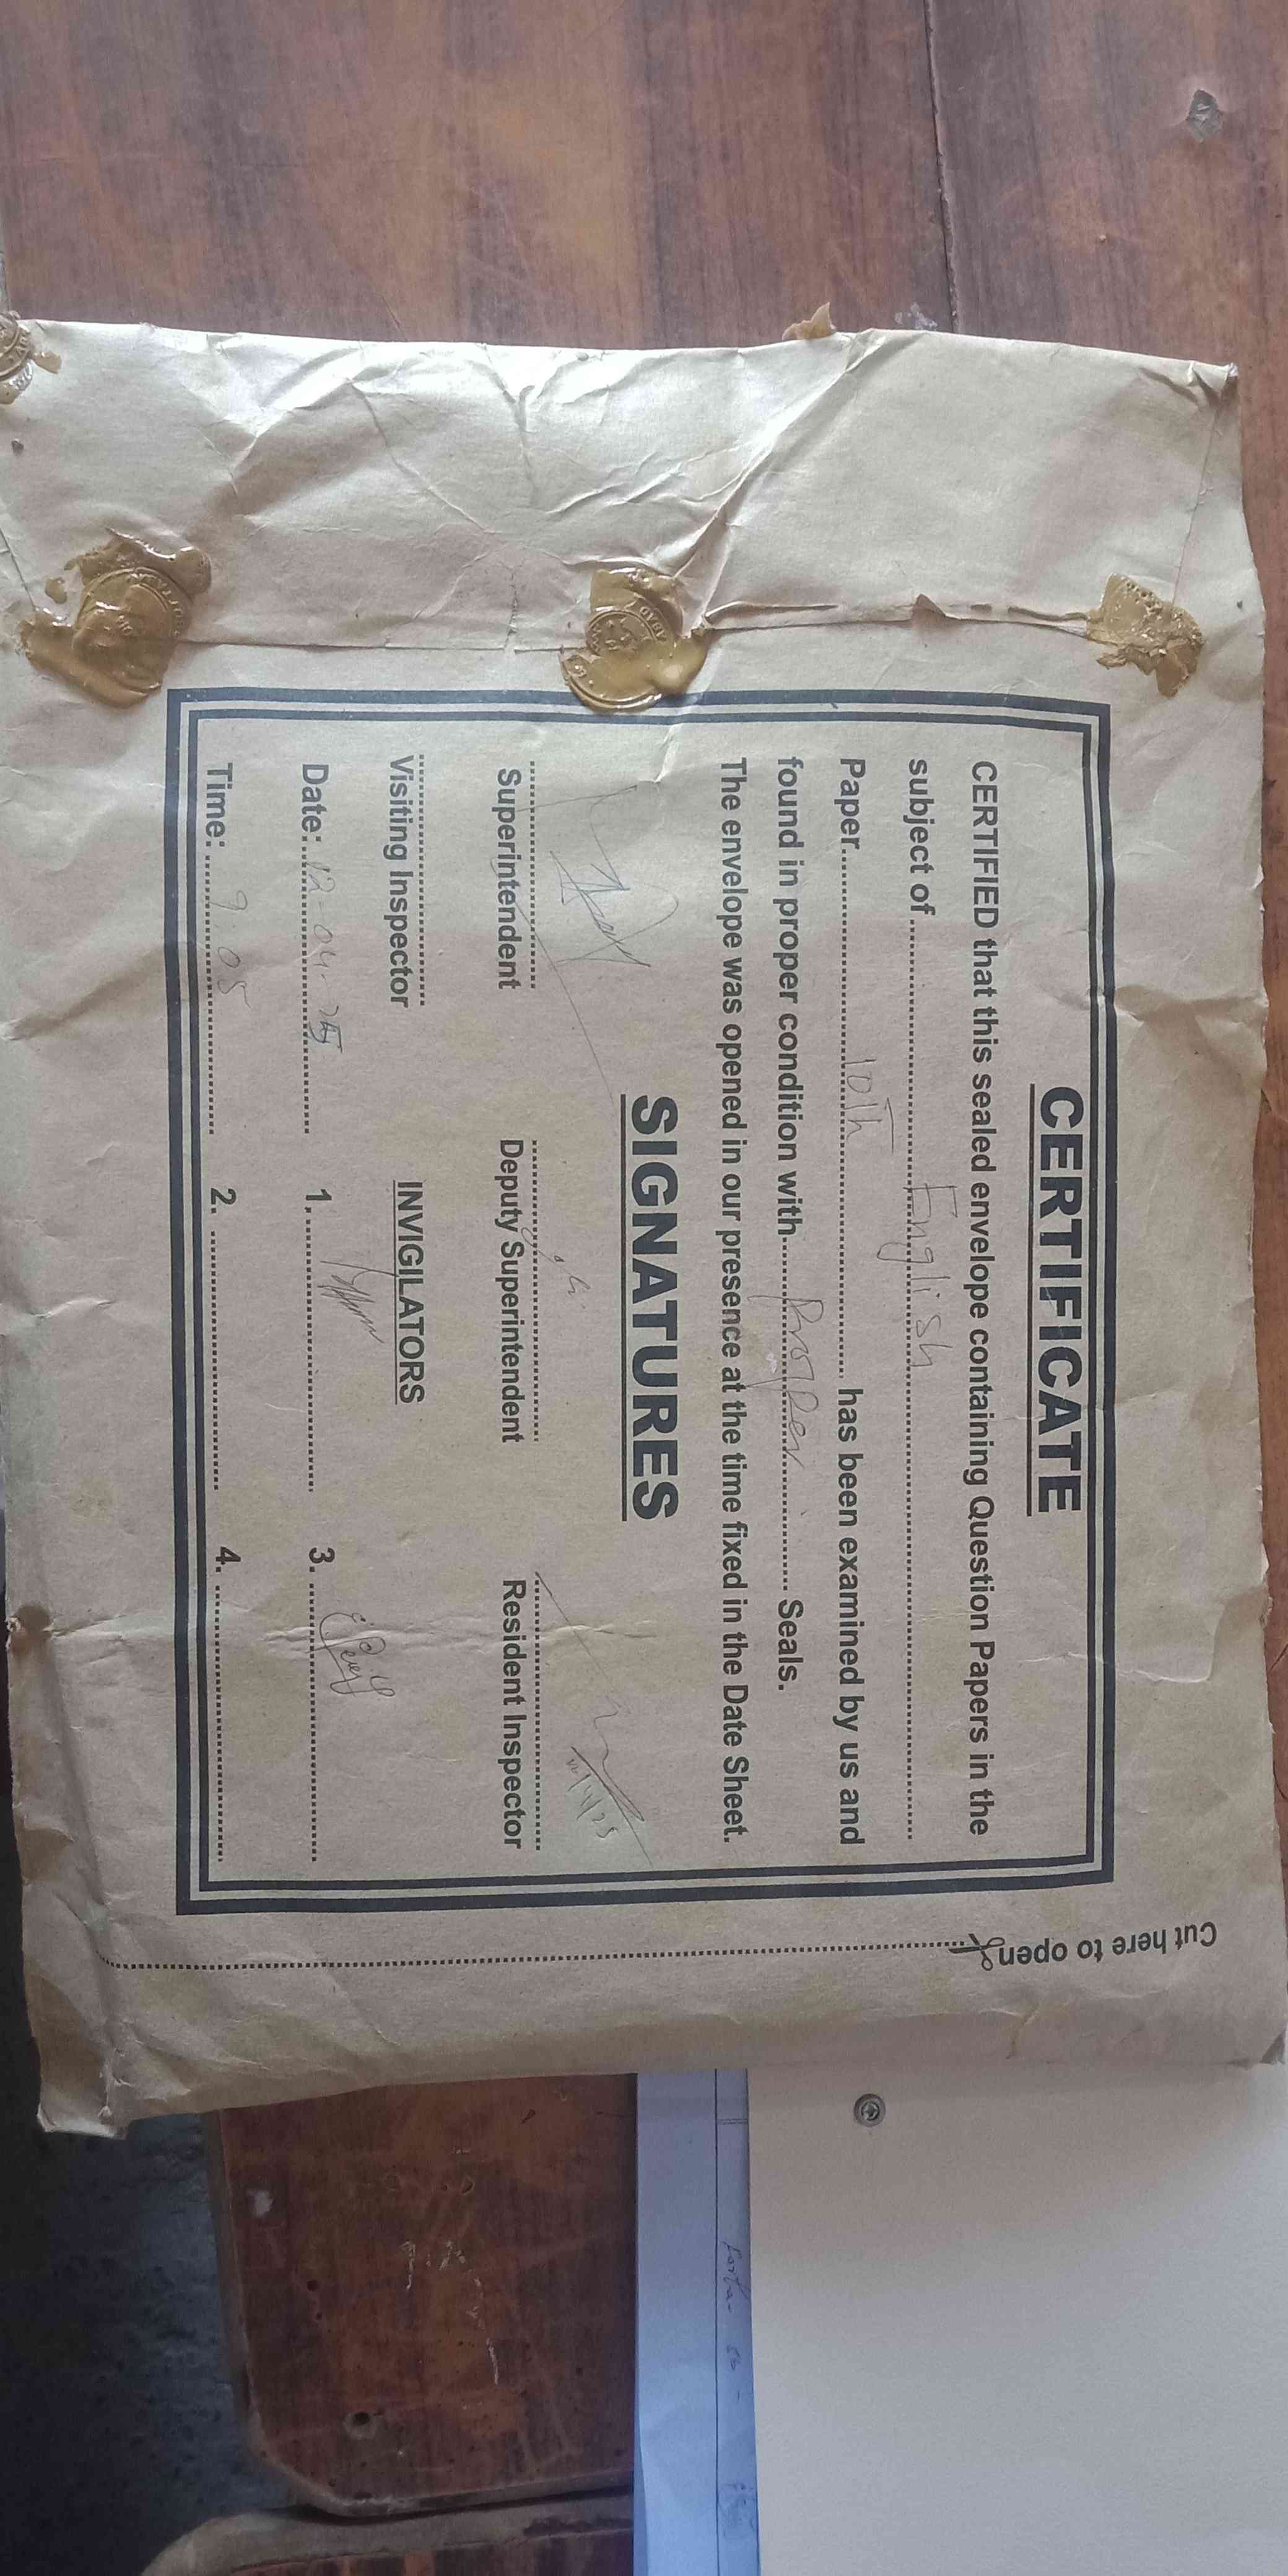 CERTIFICATE
CERTIFIED that this sealed envelope containing Question Papers in the
subject of English
Paper 10Th has been examined by us and
found in proper condition with Proper Seals.
The envelope was opened in our presence at the time fixed in the Date Sheet.
SIGNATURES
Superintendent Deputy Superintendent Resident Inspector
Visiting Inspector
INVIGILATORS
Date: 12-04-25 1. 3.
Time: 9 05 2. 4.
Cut here to open